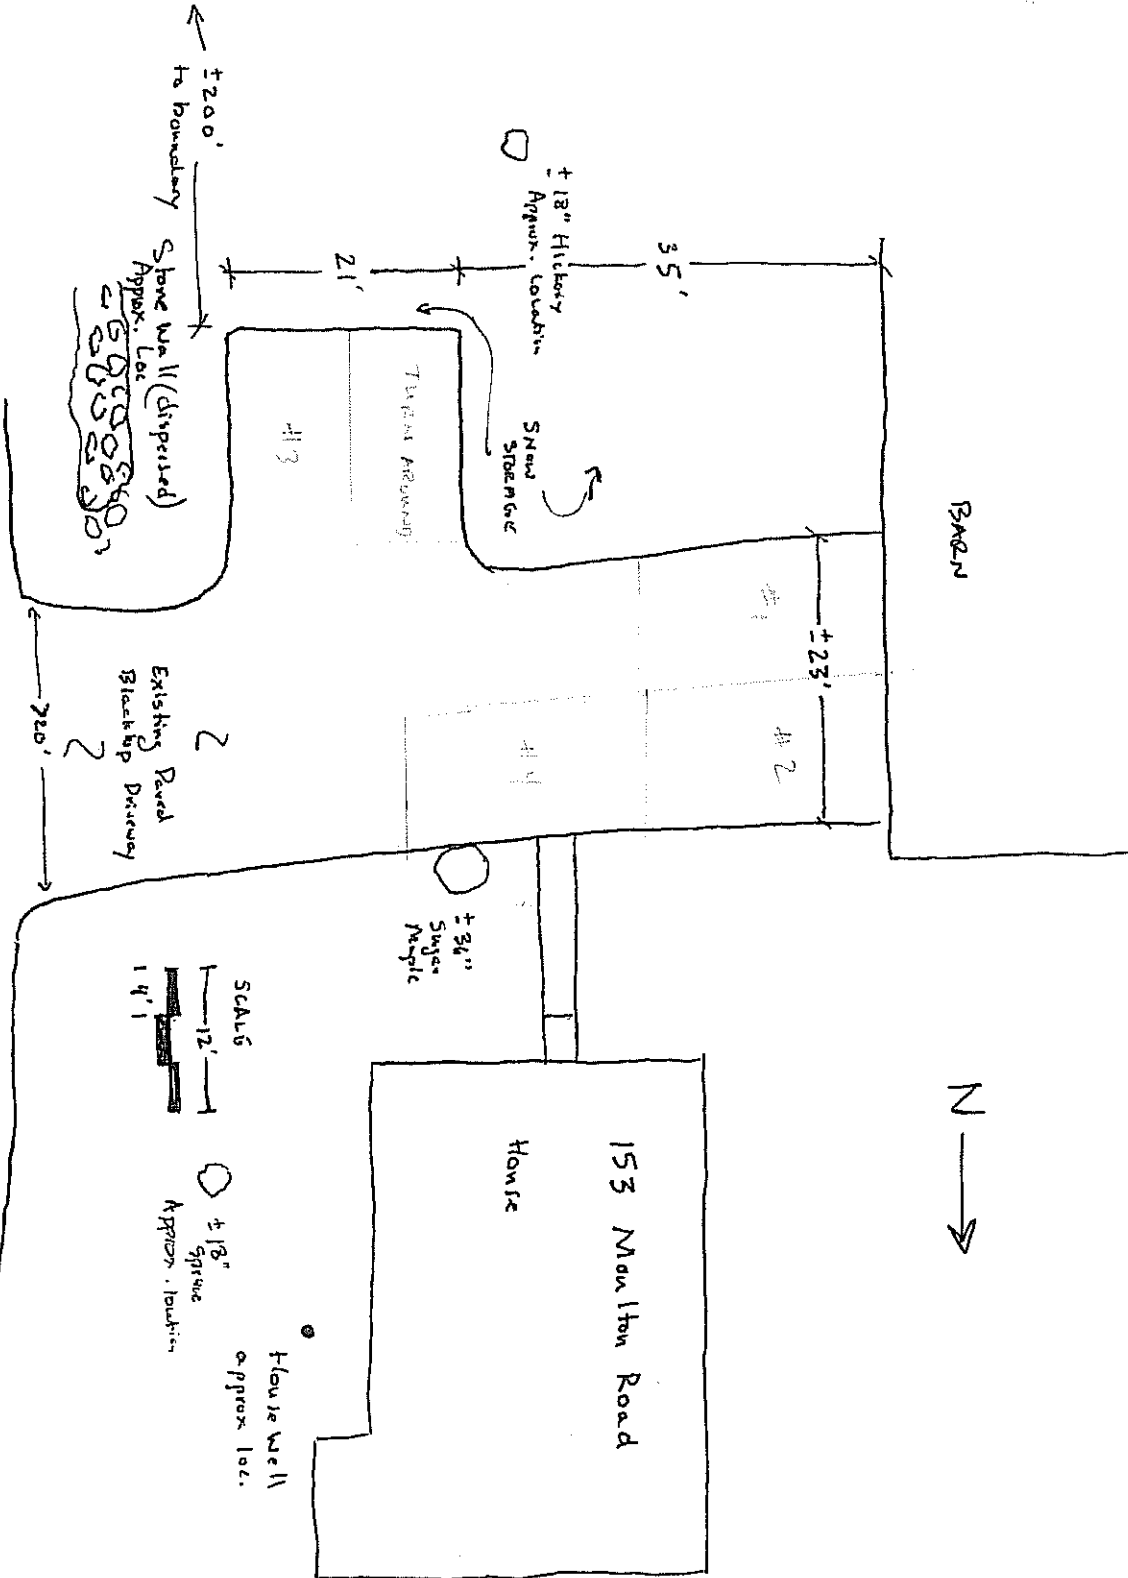 ±200'
to boundary
Stone Wall (dispersed)
Approx. Loc
±18" Hickory
Approx. Location
35'
21'
SNOW
STORAGE
TURN AROUND
#3
BARN
#1
±23'
#2
#4
>20'
Existing Paved
Blacktop Driveway
±36"
Sugar
Maple
SCALE
12'
4'
N
153 Moulton Road
House
±18"
Spruce
Approx. location
House Well
approx loc.